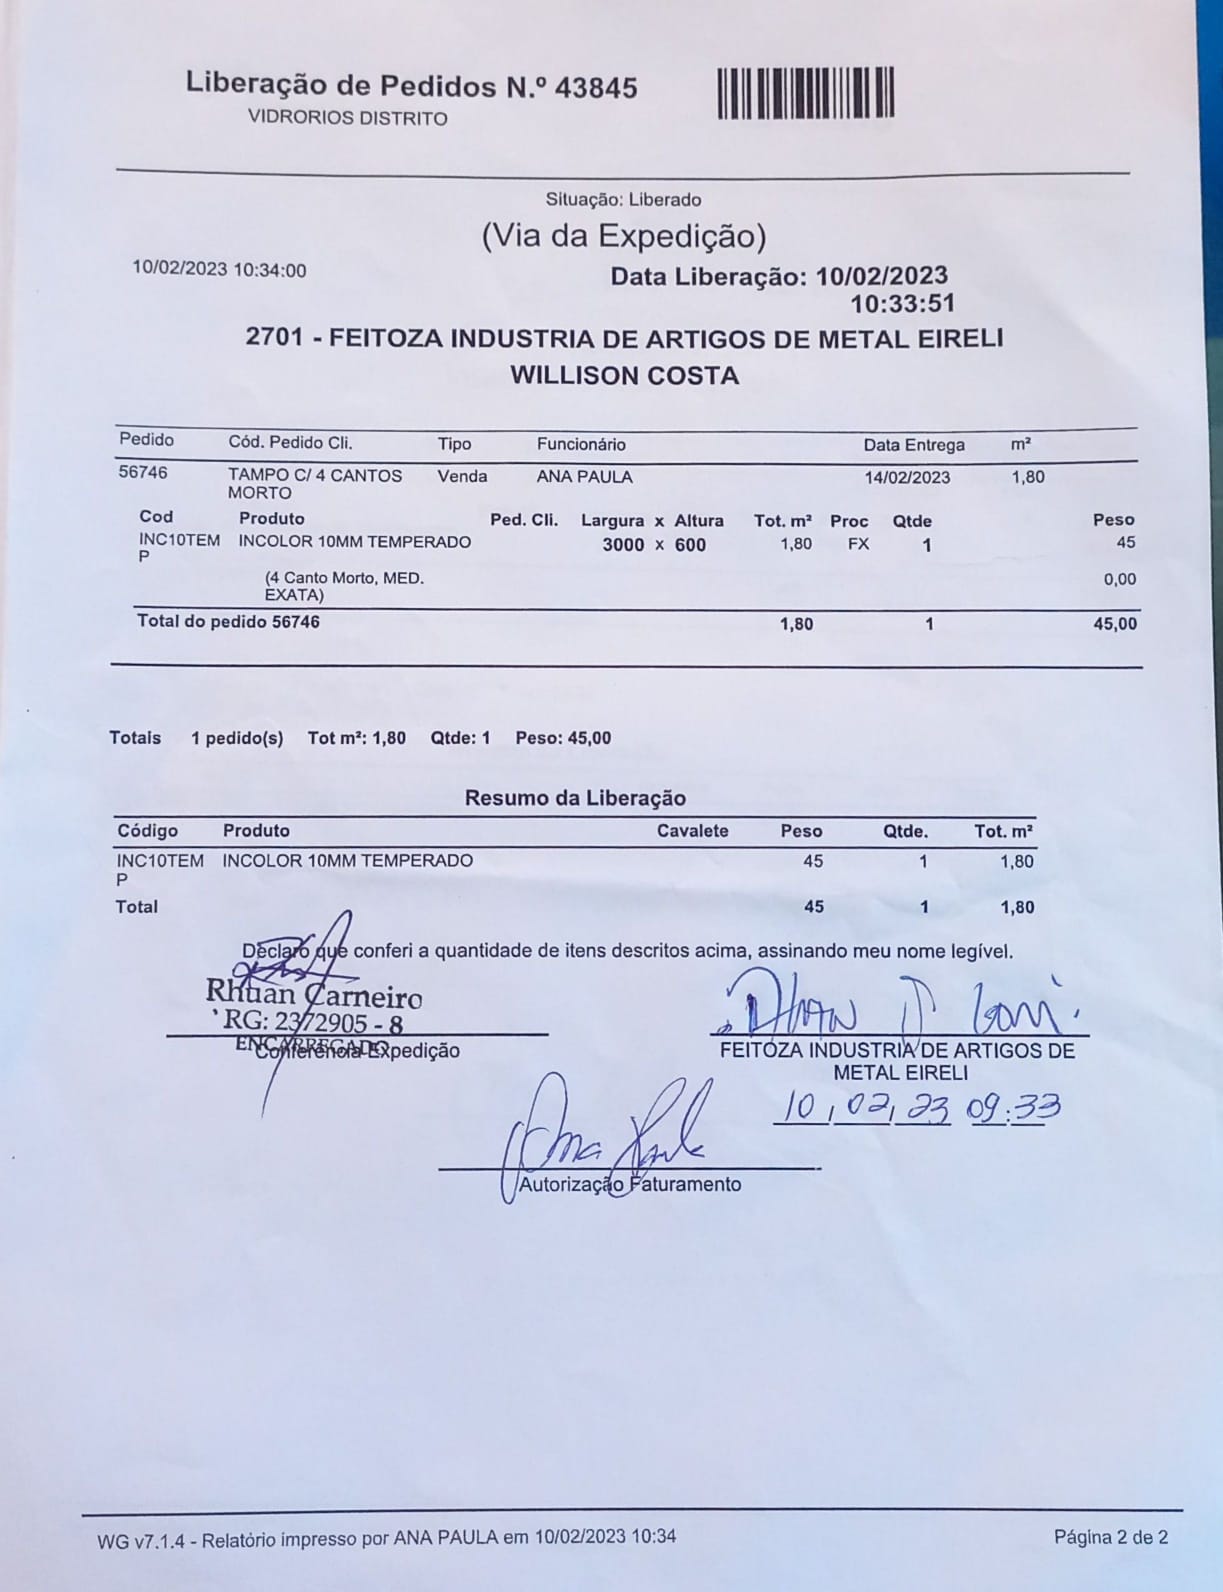 Liberação de Pedidos N.º 43845
VIDRORIOS DISTRITO
Situação: Liberado
(Via da Expedição)
10/02/2023 10:34:00
Data Liberação: 10/02/2023
10:33:51
2701 - FEITOZA INDUSTRIA DE ARTIGOS DE METAL EIRELI
WILLISON COSTA
Pedido Cód. Pedido Cli. Tipo Funcionário Data Entrega m²
56746 TAMPO C/ 4 CANTOS Venda ANA PAULA 14/02/2023 1,80
MORTO
Cod Produto Ped. Cli. Largura x Altura Tot. m² Proc Qtde Peso
INC10TEM INCOLOR 10MM TEMPERADO 3000 x 600 1,80 FX 1 45
P
(4 Canto Morto, MED. 0,00
EXATA)
Total do pedido 56746 1,80 1 45,00
Totais 1 pedido(s) Tot m²: 1,80 Qtde: 1 Peso: 45,00
Resumo da Liberação
Código Produto Cavalete Peso Qtde. Tot. m²
INC10TEM INCOLOR 10MM TEMPERADO 45 1 1,80
P
Total 45 1 1,80
Declaro que conferi a quantidade de itens descritos acima, assinando meu nome legível.
Rhuan Carneiro
RG: 2372905 - 8
ENCARREGADO
Conferência Expedição
FEITOZA INDUSTRIA DE ARTIGOS DE
METAL EIRELI
10, 02, 23 09:33
Ana Paula
Autorização Faturamento
WG v7.1.4 - Relatório impresso por ANA PAULA em 10/02/2023 10:34 Página 2 de 2